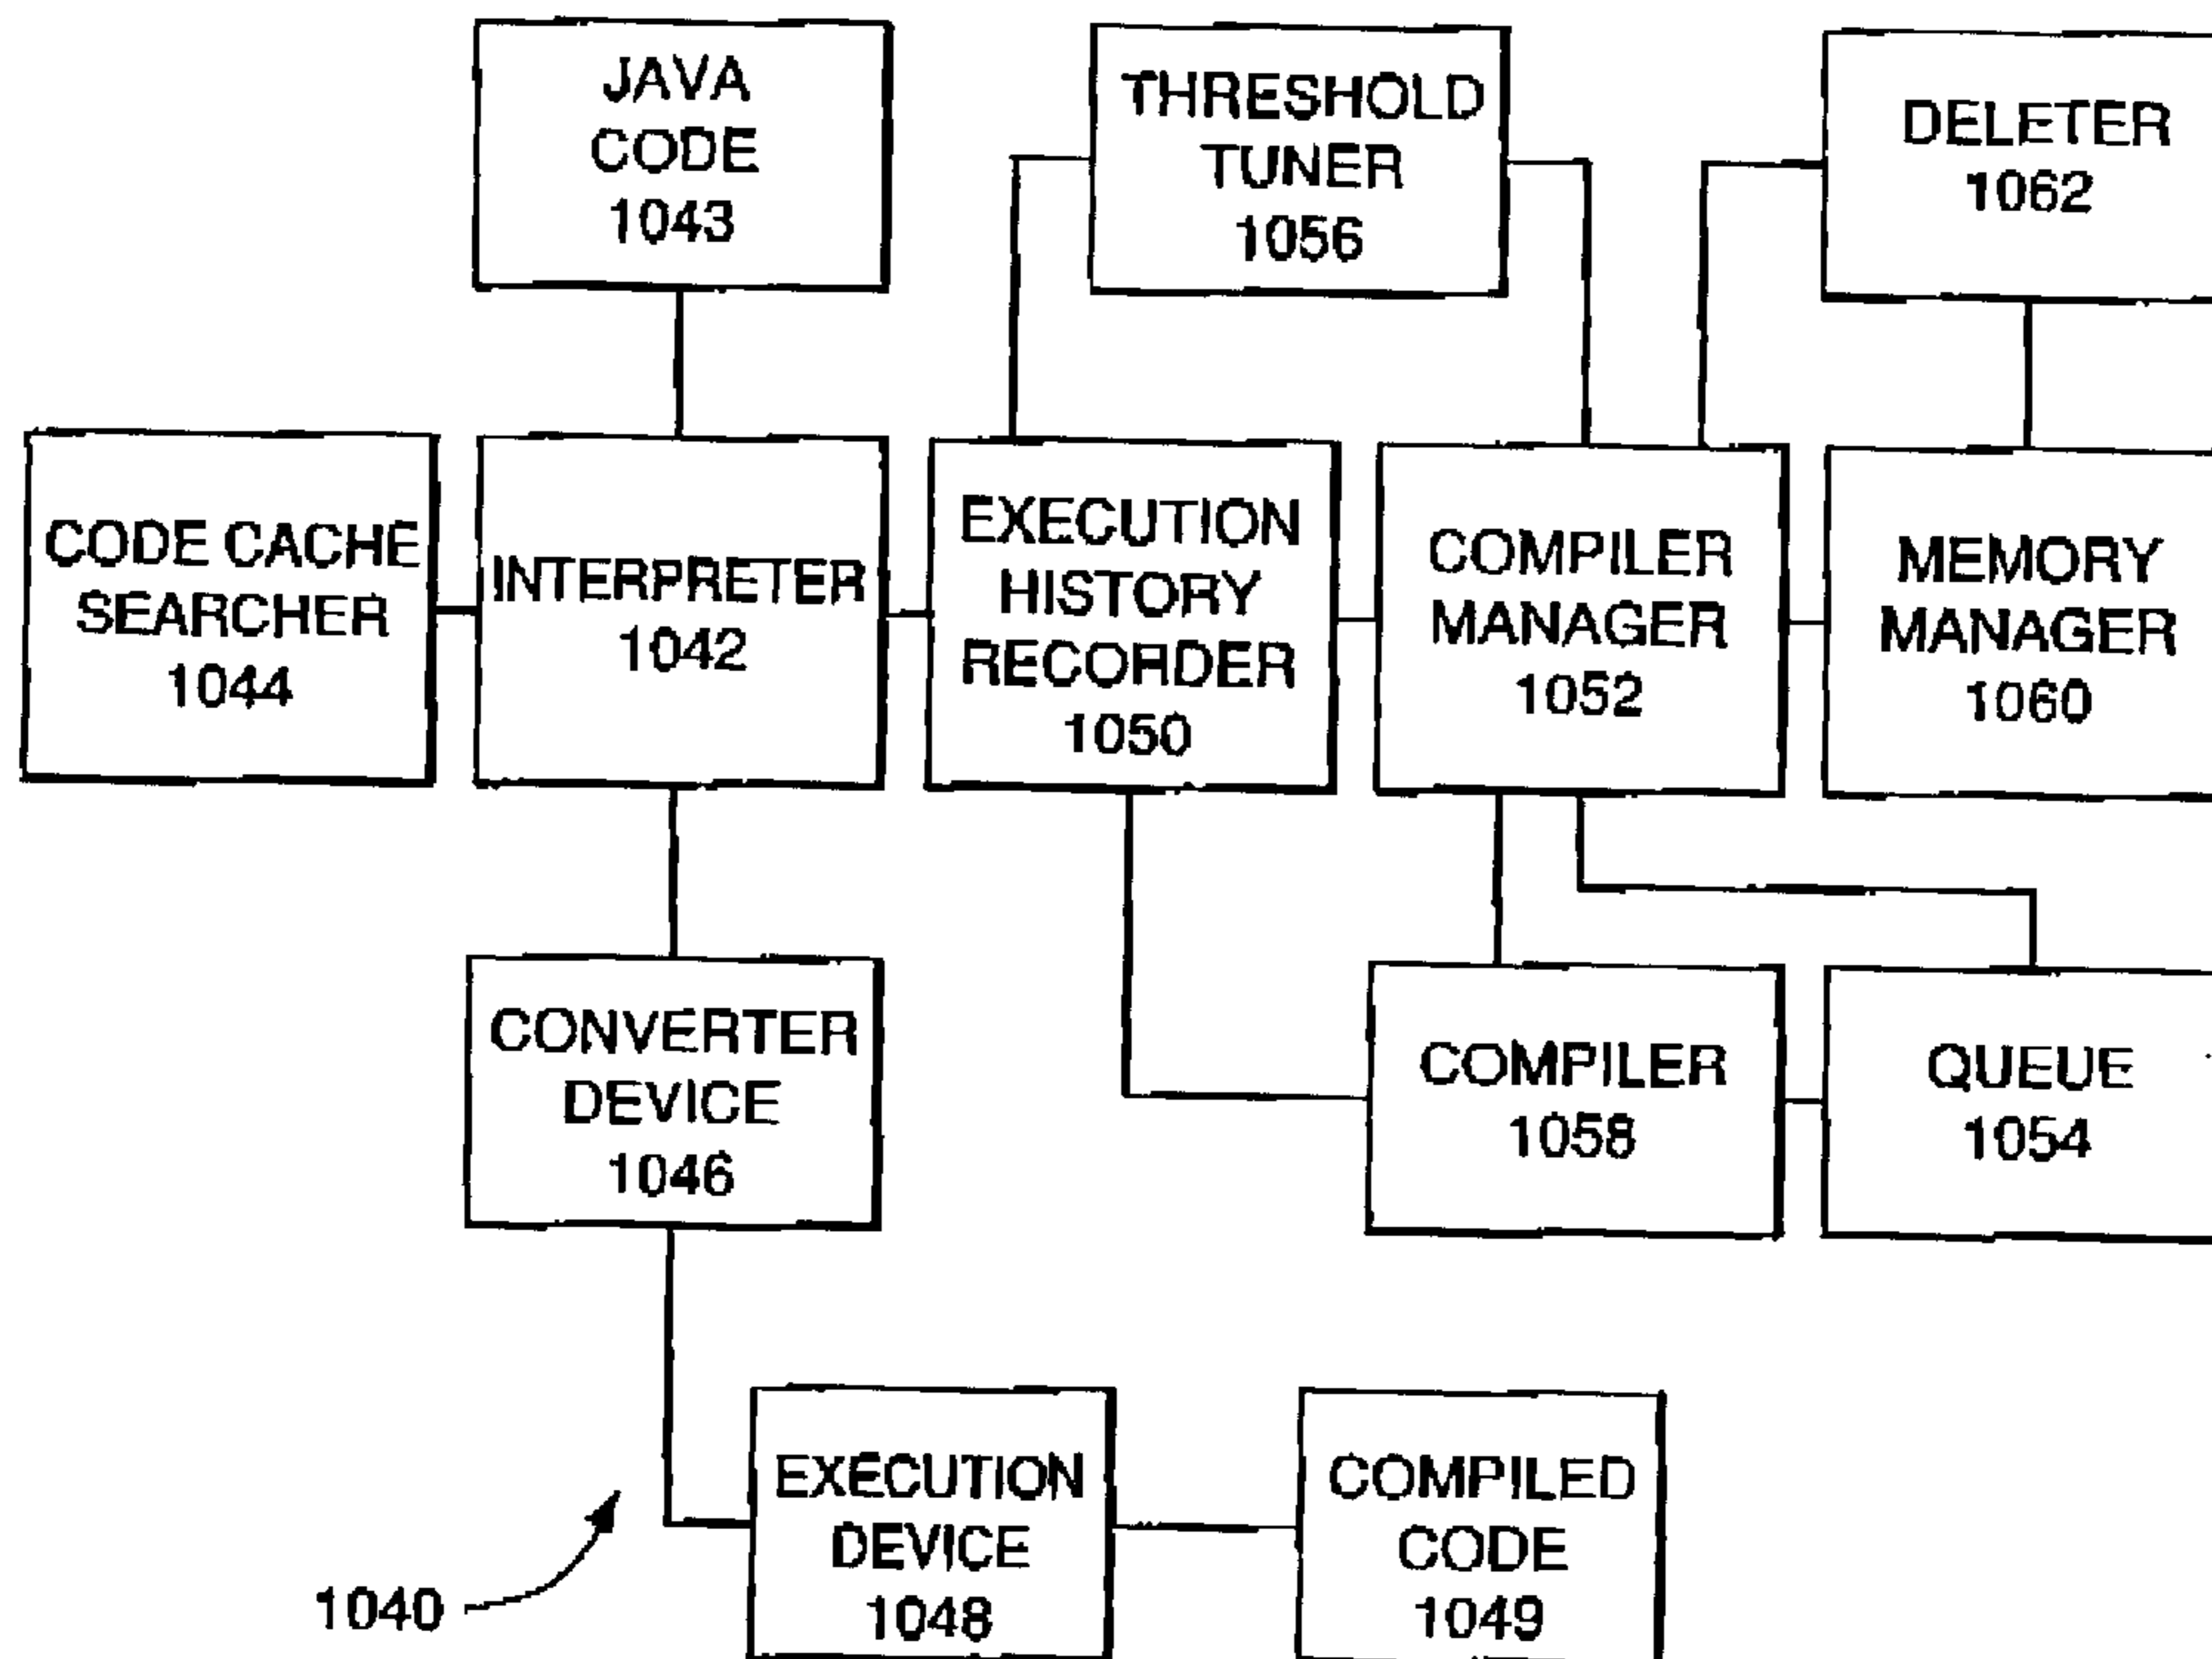 JAVA
CODE
1043
THRESHOLD
TUNER
1056
DELETER
1062
CODE CACHE
SEARCHER
1044
INTERPRETER
1042
EXECUTION
HISTORY
RECORDER
1050
COMPILER
MANAGER
1052
MEMORY
MANAGER
1060
CONVERTER
DEVICE
1046
COMPILER
1058
QUEUE
1054
EXECUTION
DEVICE
1048
COMPILED
CODE
1049
1040